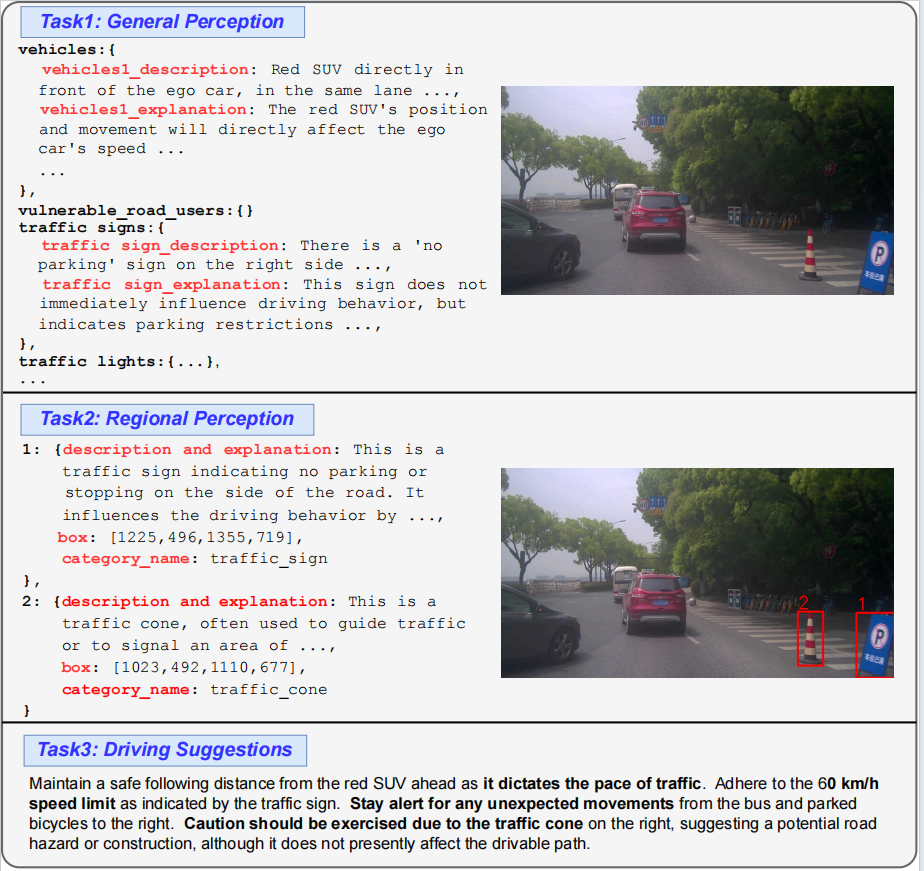 Task1: General Perception
vehicles:{
vehicles1_description: Red SUV directly in
front of the ego car, in the same lane ...,
vehicles1_explanation: The red SUV's position
and movement will directly affect the ego
car's speed ...
...
},
vulnerable_road_users:{}
traffic signs:{
traffic sign_description: There is a 'no
parking' sign on the right side ...,
traffic sign_explanation: This sign does not
immediately influence driving behavior, but
indicates parking restrictions ...,
},
traffic lights:{...},
...
P
Task2: Regional Perception
1: {description and explanation: This is a
traffic sign indicating no parking or
stopping on the side of the road. It
influences the driving behavior by ...,
box: [1225,496,1355,719],
category_name: traffic_sign
},
2: {description and explanation: This is a
traffic cone, often used to guide traffic
or to signal an area of ...,
box: [1023,492,1110,677],
category_name: traffic_cone
}
2
1
P
Task3: Driving Suggestions
Maintain a safe following distance from the red SUV ahead as it dictates the pace of traffic. Adhere to the 60 km/h
speed limit as indicated by the traffic sign. Stay alert for any unexpected movements from the bus and parked
bicycles to the right. Caution should be exercised due to the traffic cone on the right, suggesting a potential road
hazard or construction, although it does not presently affect the drivable path.